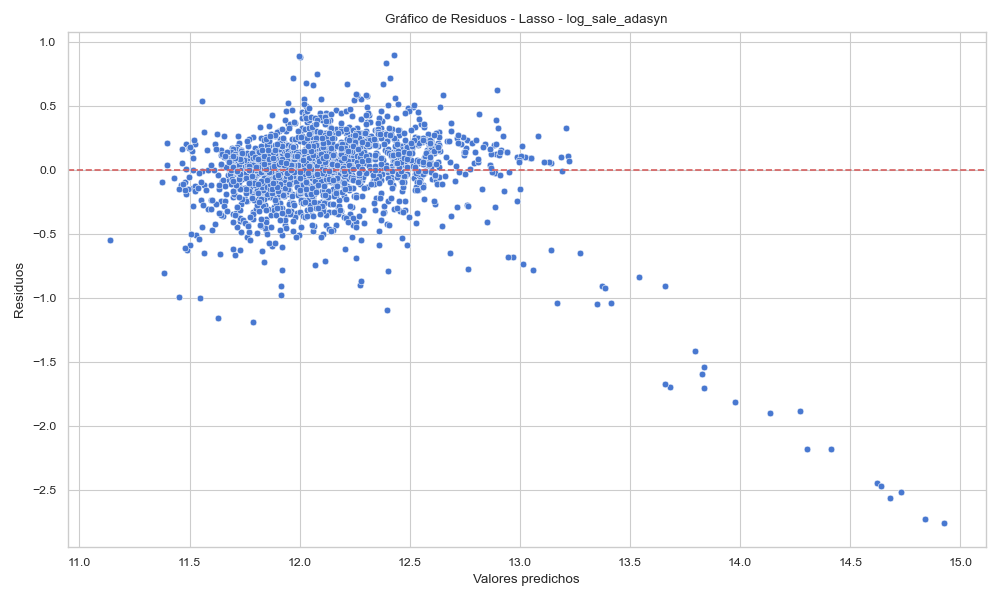 Gráfico de Residuos - Lasso - log_sale_adasyn
1.0
0.5
0.0
−0.5
−1.0
−1.5
−2.0
−2.5
Residuos
11.0 11.5 12.0 12.5 13.0 13.5 14.0 14.5 15.0
Valores predichos